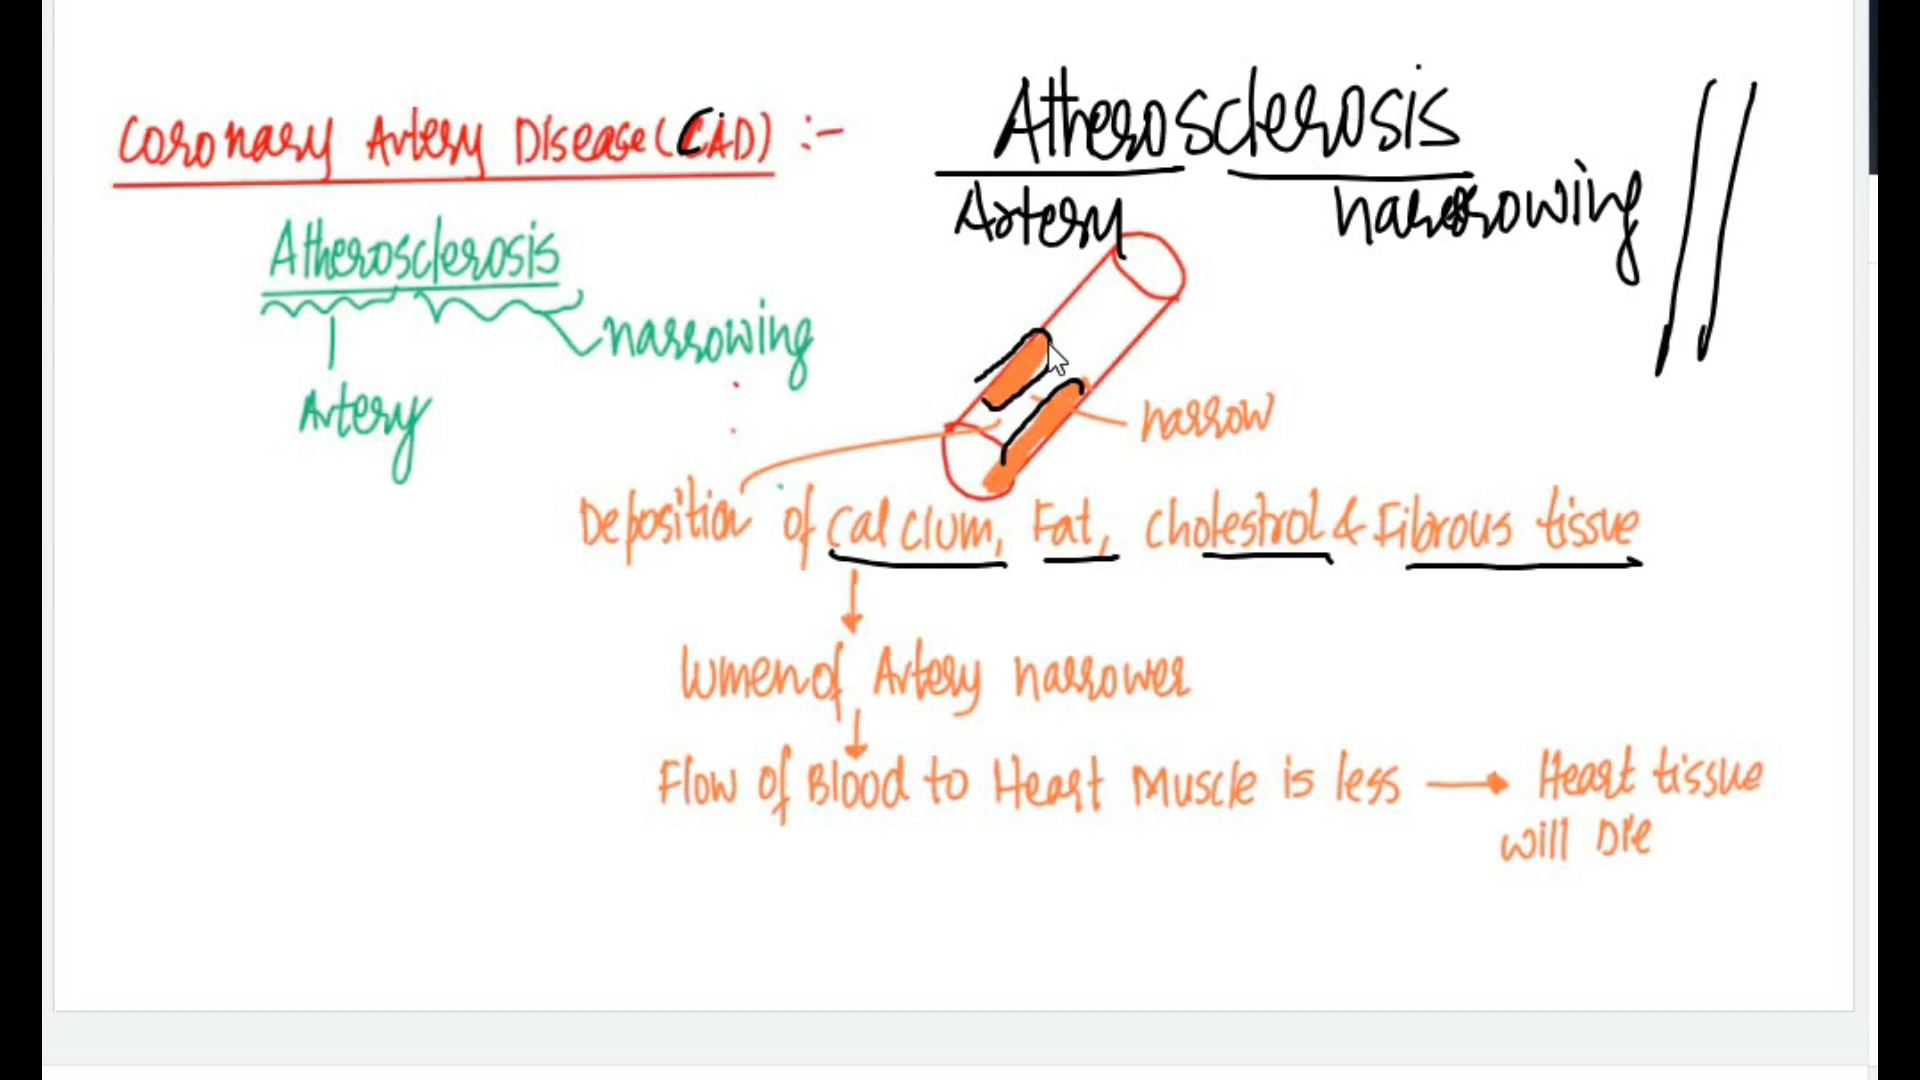 Coronary Artery Disease (CAD) :-
Atherosclerosis
Artery
narrowing
Atherosclerosis
narrowing
Artery
narrow
Deposition of Calcium, Fat, Cholestrol & Fibrous tissue
lumen of Artery narrower
Flow of Blood to Heart Muscle is less → Heart tissue
will Die